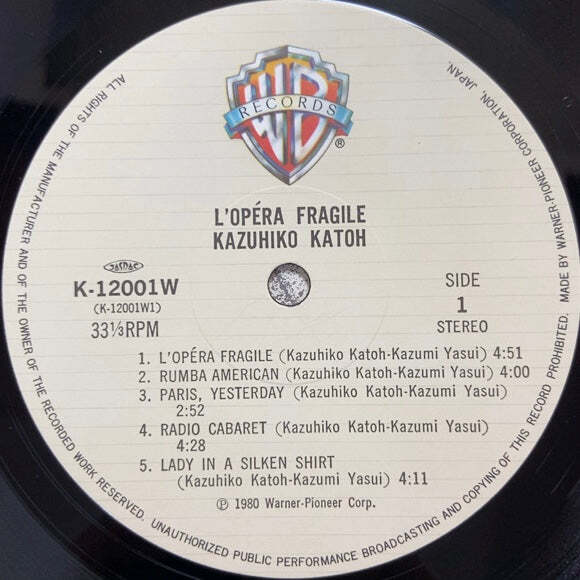 WB
RECORDS
®
L'OPÉRA FRAGILE
KAZUHIKO KATOH
JASRAC
K-12001W
(K-12001W1)
33⅓RPM
SIDE
1
STEREO
1. L'OPÉRA FRAGILE (Kazuhiko Katoh-Kazumi Yasui) 4:51
2. RUMBA AMERICAN (Kazuhiko Katoh-Kazumi Yasui) 4:00
3. PARIS, YESTERDAY (Kazuhiko Katoh-Kazumi Yasui)
2:52
4. RADIO CABARET (Kazuhiko Katoh-Kazumi Yasui)
4:28
5. LADY IN A SILKEN SHIRT
(Kazuhiko Katoh-Kazumi Yasui) 4:11
℗ 1980 Warner-Pioneer Corp.
ALL RIGHTS OF THE MANUFACTURER AND OF THE OWNER OF THE RECORDED WORK RESERVED. UNAUTHORIZED PUBLIC PERFORMANCE BROADCASTING AND COPYING OF THIS RECORD PROHIBITED. MADE BY WARNER-PIONEER CORPORATION, JAPAN.